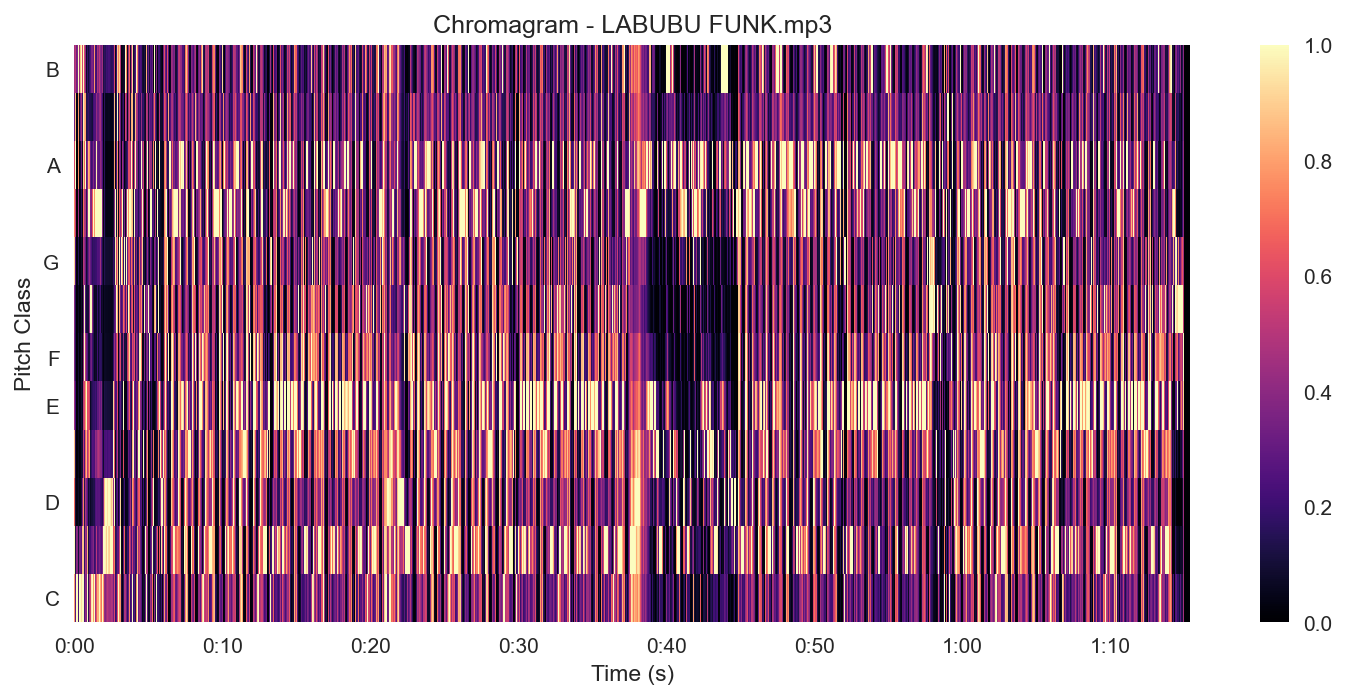 Chromagram - LABUBU FUNK.mp3
Pitch Class
B
A
G
F
E
D
C
0:00 0:10 0:20 0:30 0:40 0:50 1:00 1:10
Time (s)
1.0
0.8
0.6
0.4
0.2
0.0